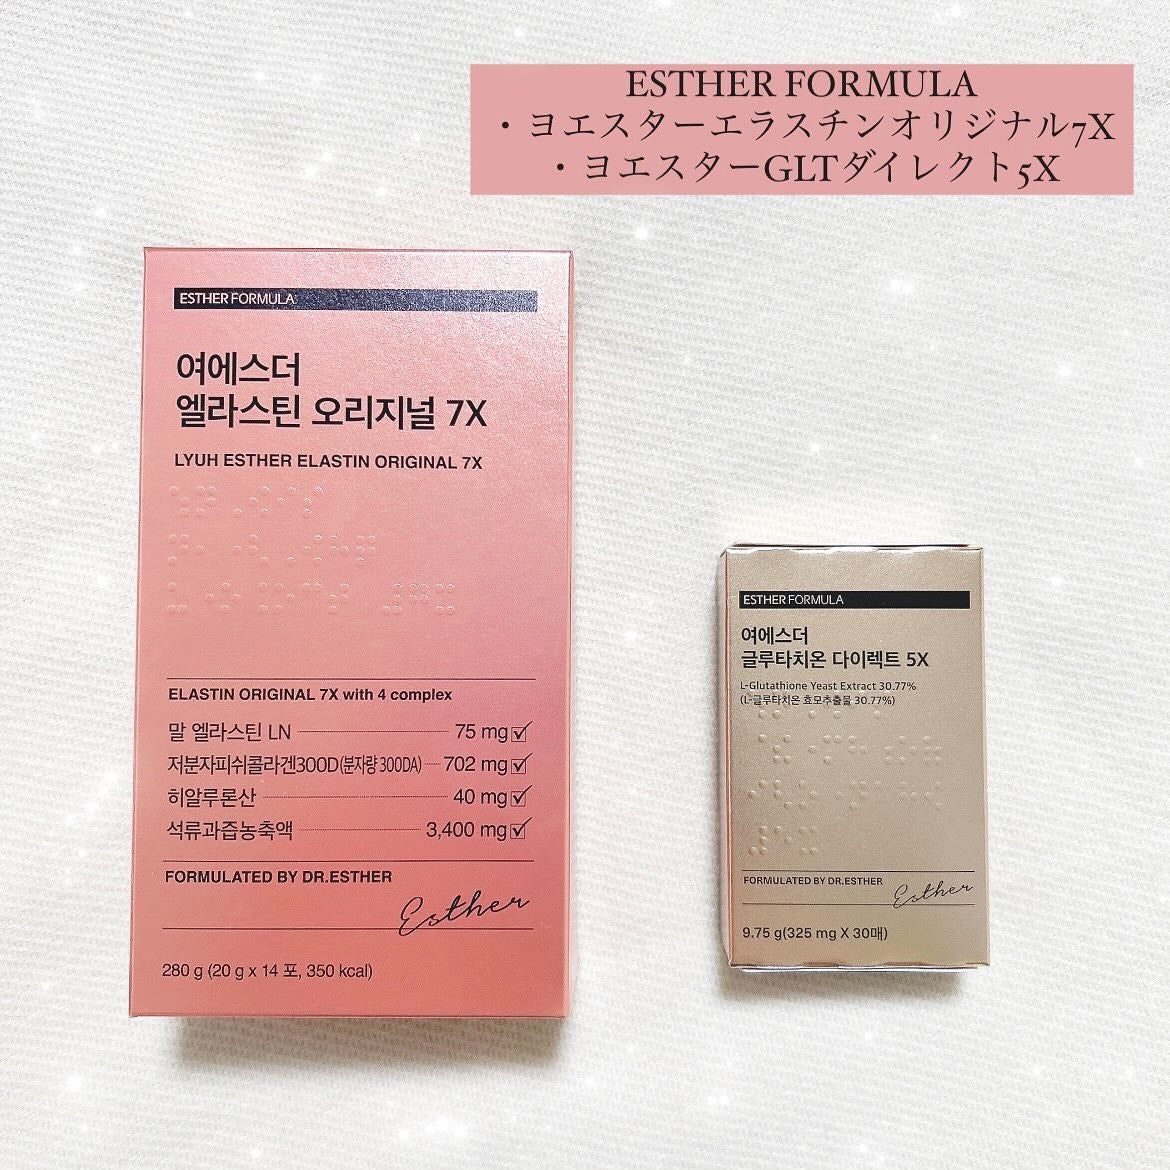 ESTHER FORMULA
・ヨエスターエラスチンオリジナル7X
・ヨエスターGLTダイレクト5X
ESTHER FORMULA
여에스더
엘라스틴 오리지널 7X
LYUH ESTHER ELASTIN ORIGINAL 7X
ELASTIN ORIGINAL 7X with 4 complex
말 엘라스틴 LN 75 mg
저분자피쉬콜라겐300D(분자량 300DA) 702 mg
히알루론산 40 mg
석류과즙농축액 3,400 mg
FORMULATED BY DR.ESTHER
Esther
280 g (20 g x 14 포, 350 kcal)
ESTHER FORMULA
여에스더
글루타치온 다이렉트 5X
L-Glutathione Yeast Extract 30.77%
(L-글루타치온 효모추출물 30.77%)
FORMULATED BY DR.ESTHER
Esther
9.75 g(325 mg X 30매)